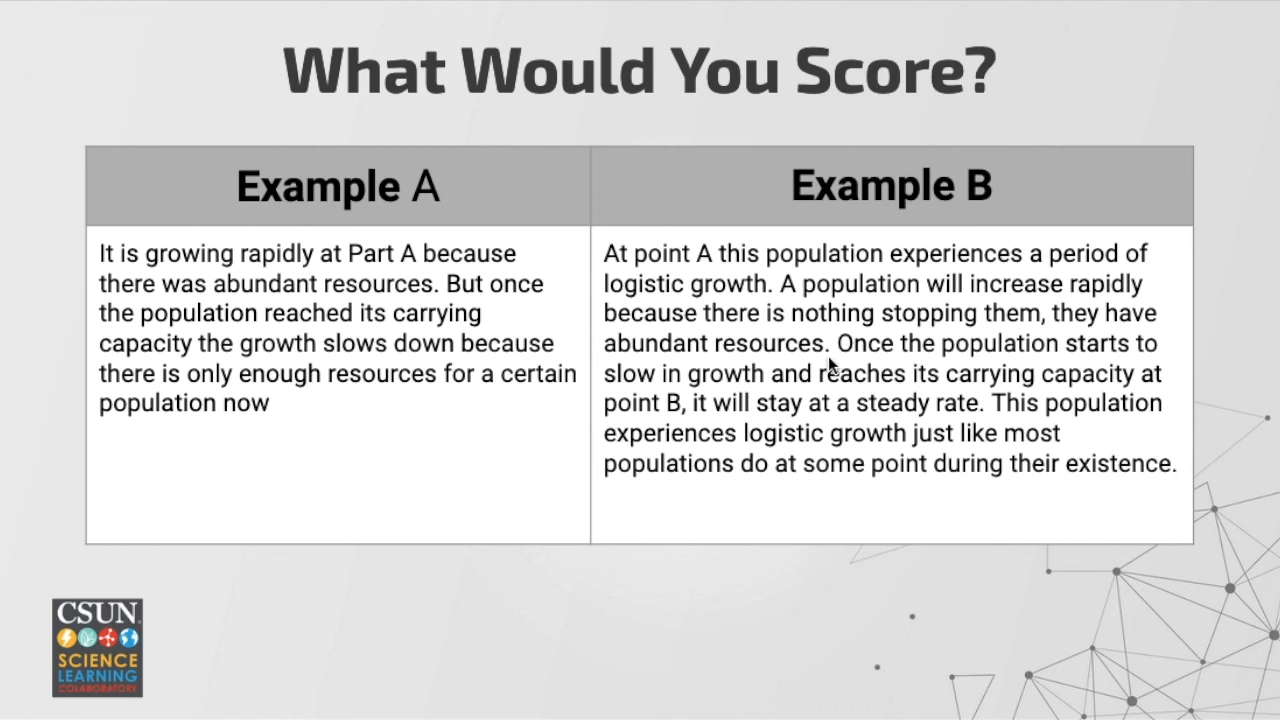 What Would You Score?
Example A
Example B
It is growing rapidly at Part A because
there was abundant resources. But once
the population reached its carrying
capacity the growth slows down because
there is only enough resources for a certain
population now
At point A this population experiences a period of
logistic growth. A population will increase rapidly
because there is nothing stopping them, they have
abundant resources. Once the population starts to
slow in growth and reaches its carrying capacity at
point B, it will stay at a steady rate. This population
experiences logistic growth just like most
populations do at some point during their existence.
CSUN
SCIENCE
LEARNING
COLABORATORY